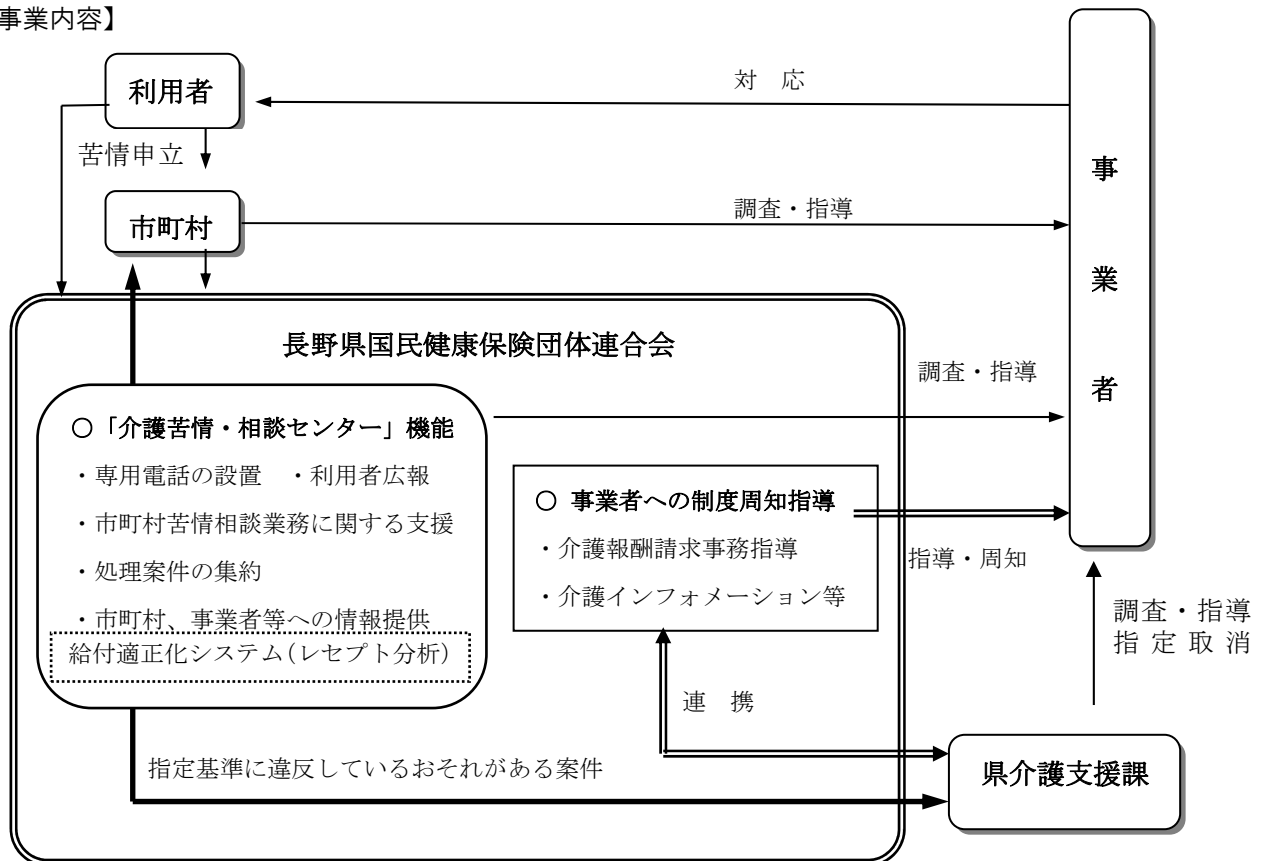 事業内容】
利用者
対 応
苦情申立
市町村
調査・指導
事業者
長野県国民健康保険団体連合会
調査・指導
○「介護苦情・相談センター」機能
・専用電話の設置 ・利用者広報
・市町村苦情相談業務に関する支援
・処理案件の集約
・市町村、事業者等への情報提供
給付適正化システム(レセプト分析)
○ 事業者への制度周知指導
・介護報酬請求事務指導
・介護インフォメーション等
指導・周知
調査・指導
指 定 取 消
連 携
指定基準に違反しているおそれがある案件
県介護支援課